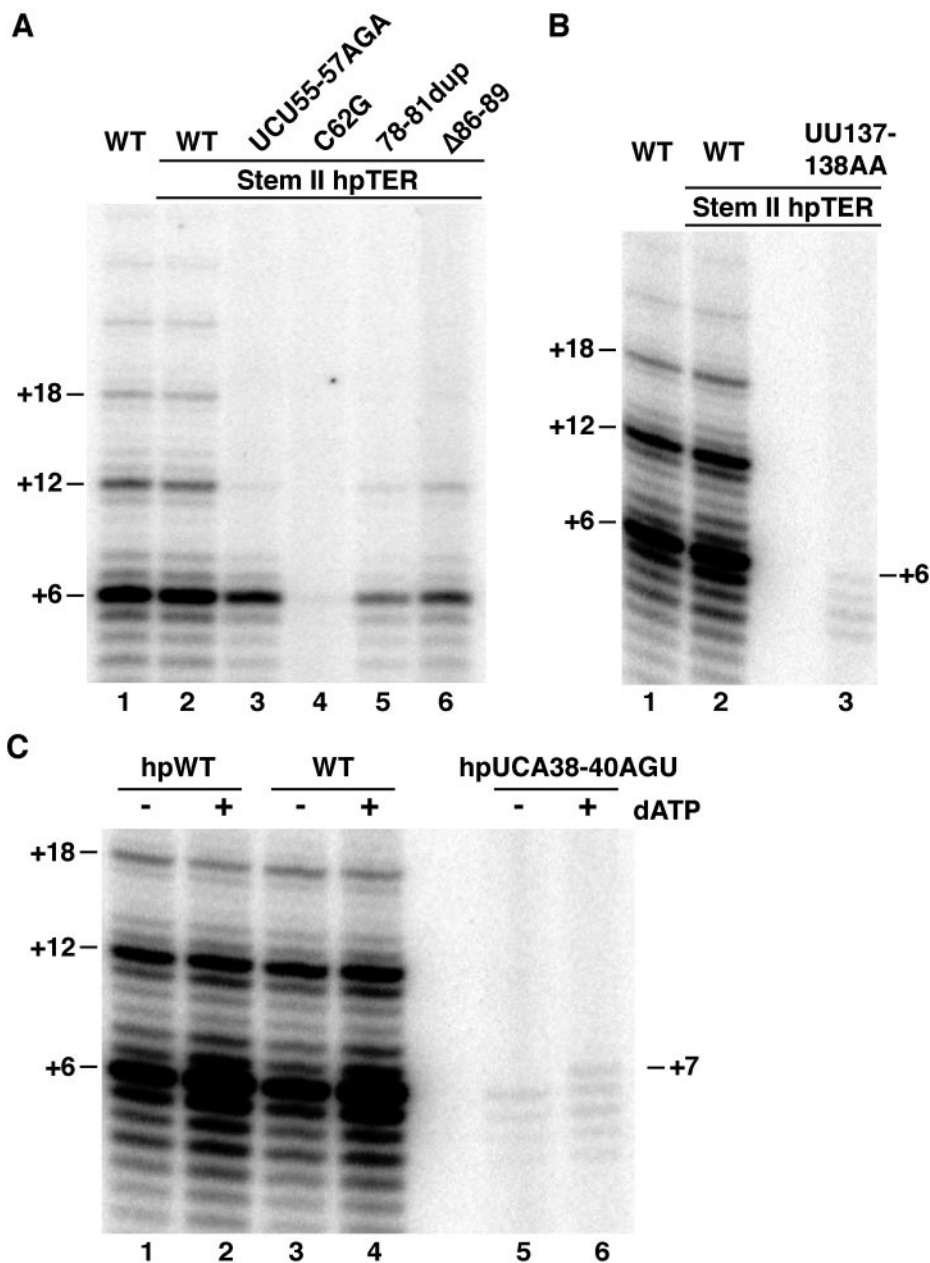 A
WT WT UCU55-57AGA C62G 78-81dup Δ86-89
Stem II hpTER
+18
+12
+6
1 2 3 4 5 6
B
WT WT UU137-
138AA
Stem II hpTER
+18
+12
+6
+6
1 2 3
C
hpWT WT hpUCA38-40AGU
- + - + - + dATP
+18
+12
+6
+7
1 2 3 4 5 6